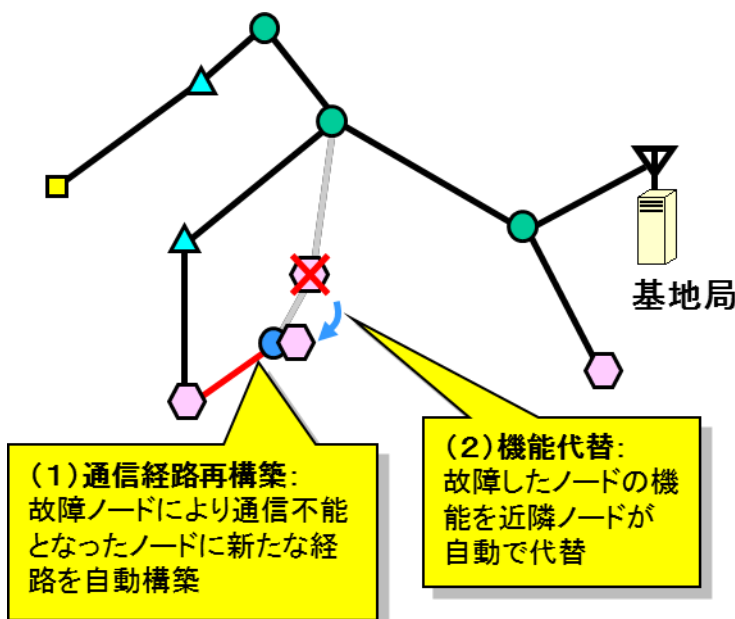 基地局
(1)通信経路再構築:
故障ノードにより通信不能
となったノードに新たな経
路を自動構築
(2)機能代替:
故障したノードの機
能を近隣ノードが
自動で代替